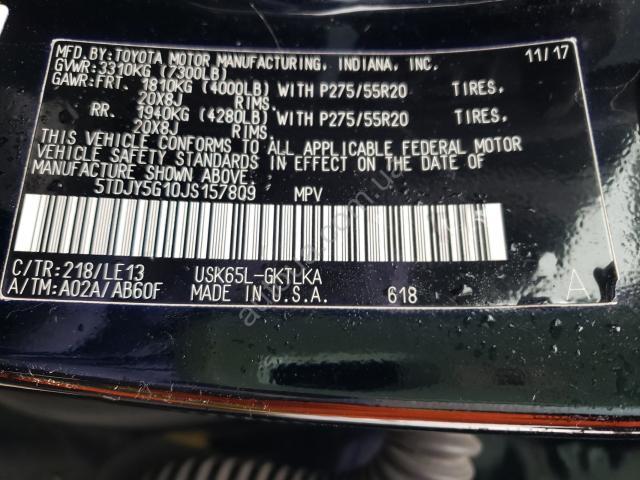 MFD.BY:TOYOTA MOTOR MANUFACTURING, INDIANA, INC. 11/17
GVWR:3310KG (7300LB)
GAWR:FRT. 1810KG (4000LB) WITH P275/55R20 TIRES.
20X8J RIMS.
RR. 1940KG (4280LB) WITH P275/55R20 TIRES.
20X8J RIMS.
THIS VEHICLE CONFORMS TO ALL APPLICABLE FEDERAL MOTOR
VEHICLE SAFETY STANDARDS IN EFFECT ON THE DATE OF
MANUFACTURE SHOWN ABOVE.
5TDJY5G10JS157809 MPV
C/TR:218/LE13 USK65L-GKTLKA
A/TM:A02A/AB60F MADE IN U.S.A. 618 A